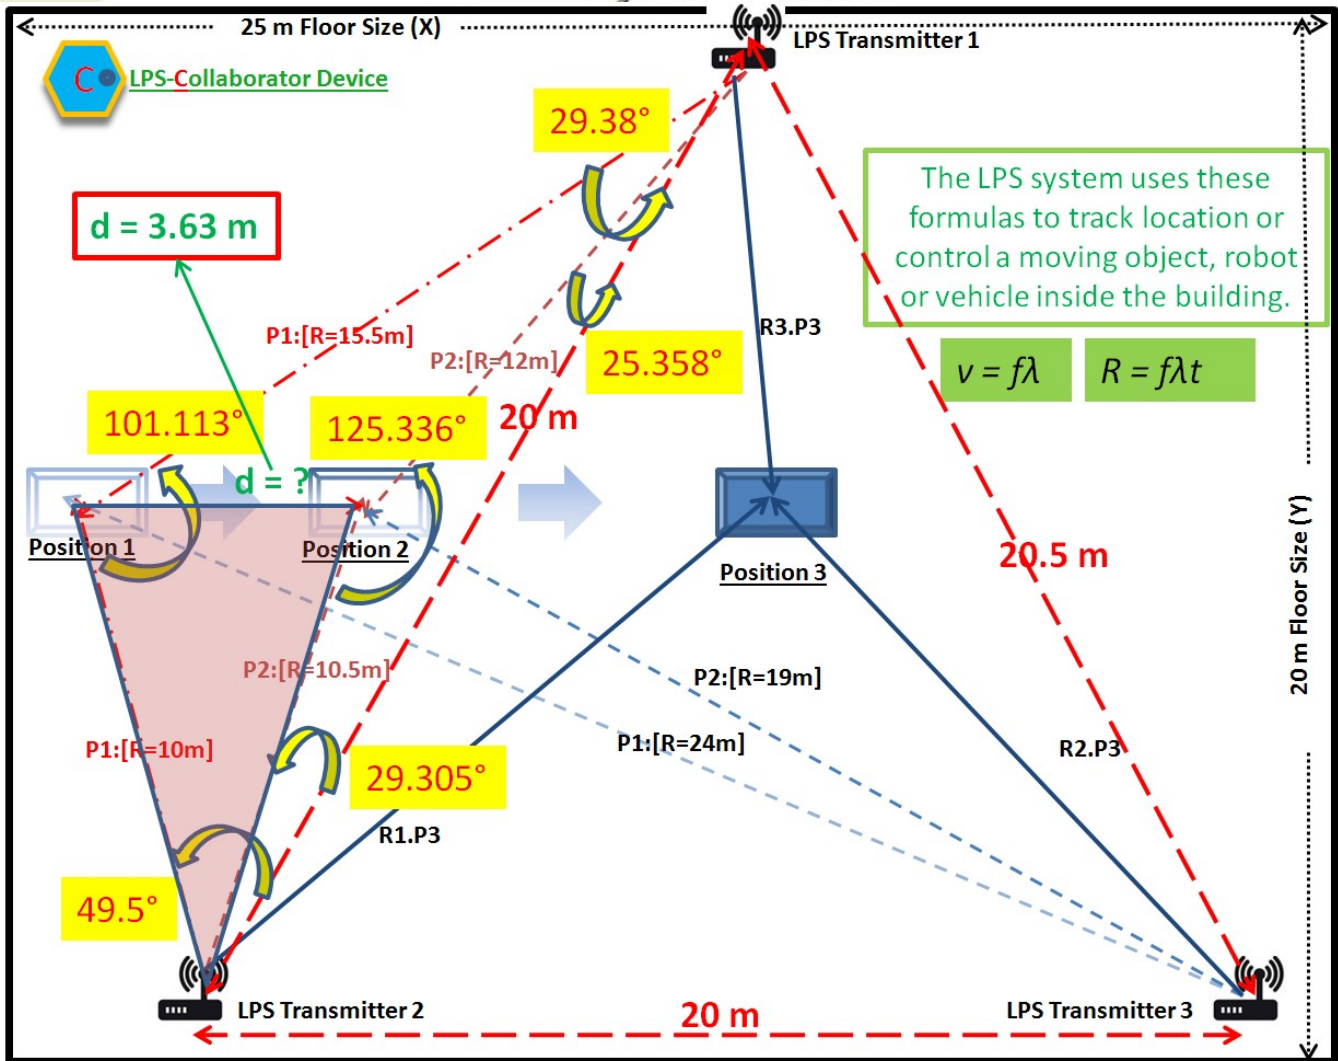 25 m Floor Size (X)
LPS Transmitter 1
C
LPS-Collaborator Device
29.38°
The LPS system uses these
formulas to track location or
control a moving object, robot
or vehicle inside the building.
d = 3.63 m
P1:[R=15.5m]
R3.P3
P2:[R=12m]
25.358°
v = fλ
R = fλt
101.113°
125.336°
20 m
d = ?
Position 1
Position 2
Position 3
20.5 m
20 m Floor Size (Y)
P2:[R=10.5m]
P2:[R=19m]
P1:[R=10m]
P1:[R=24m]
R2.P3
29.305°
R1.P3
49.5°
LPS Transmitter 2
20 m
LPS Transmitter 3